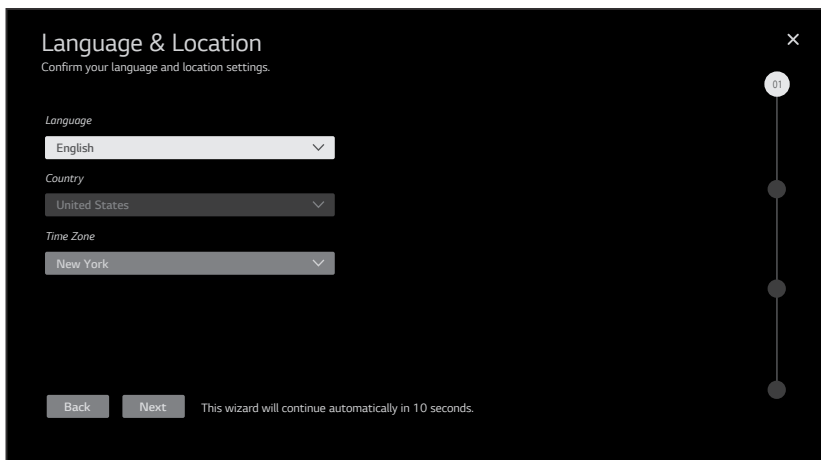 Language & Location
Confirm your language and location settings.
01
Language
English
Country
United States
Time Zone
New York
Back Next This wizard will continue automatically in 10 seconds.